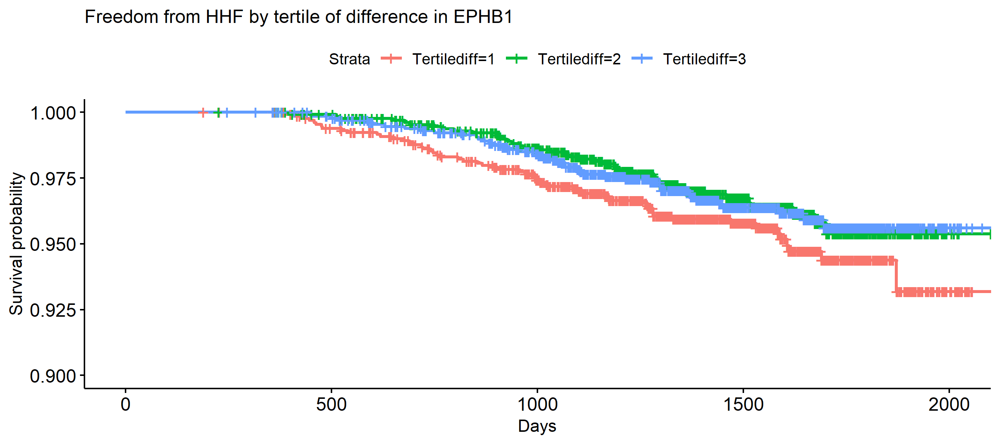 Freedom from HHF by tertile of difference in EPHB1
Strata Tertilediff=1 Tertilediff=2 Tertilediff=3
Survival probability
1.000
0.975
0.950
0.925
0.900
0 500 1000 1500 2000
Days